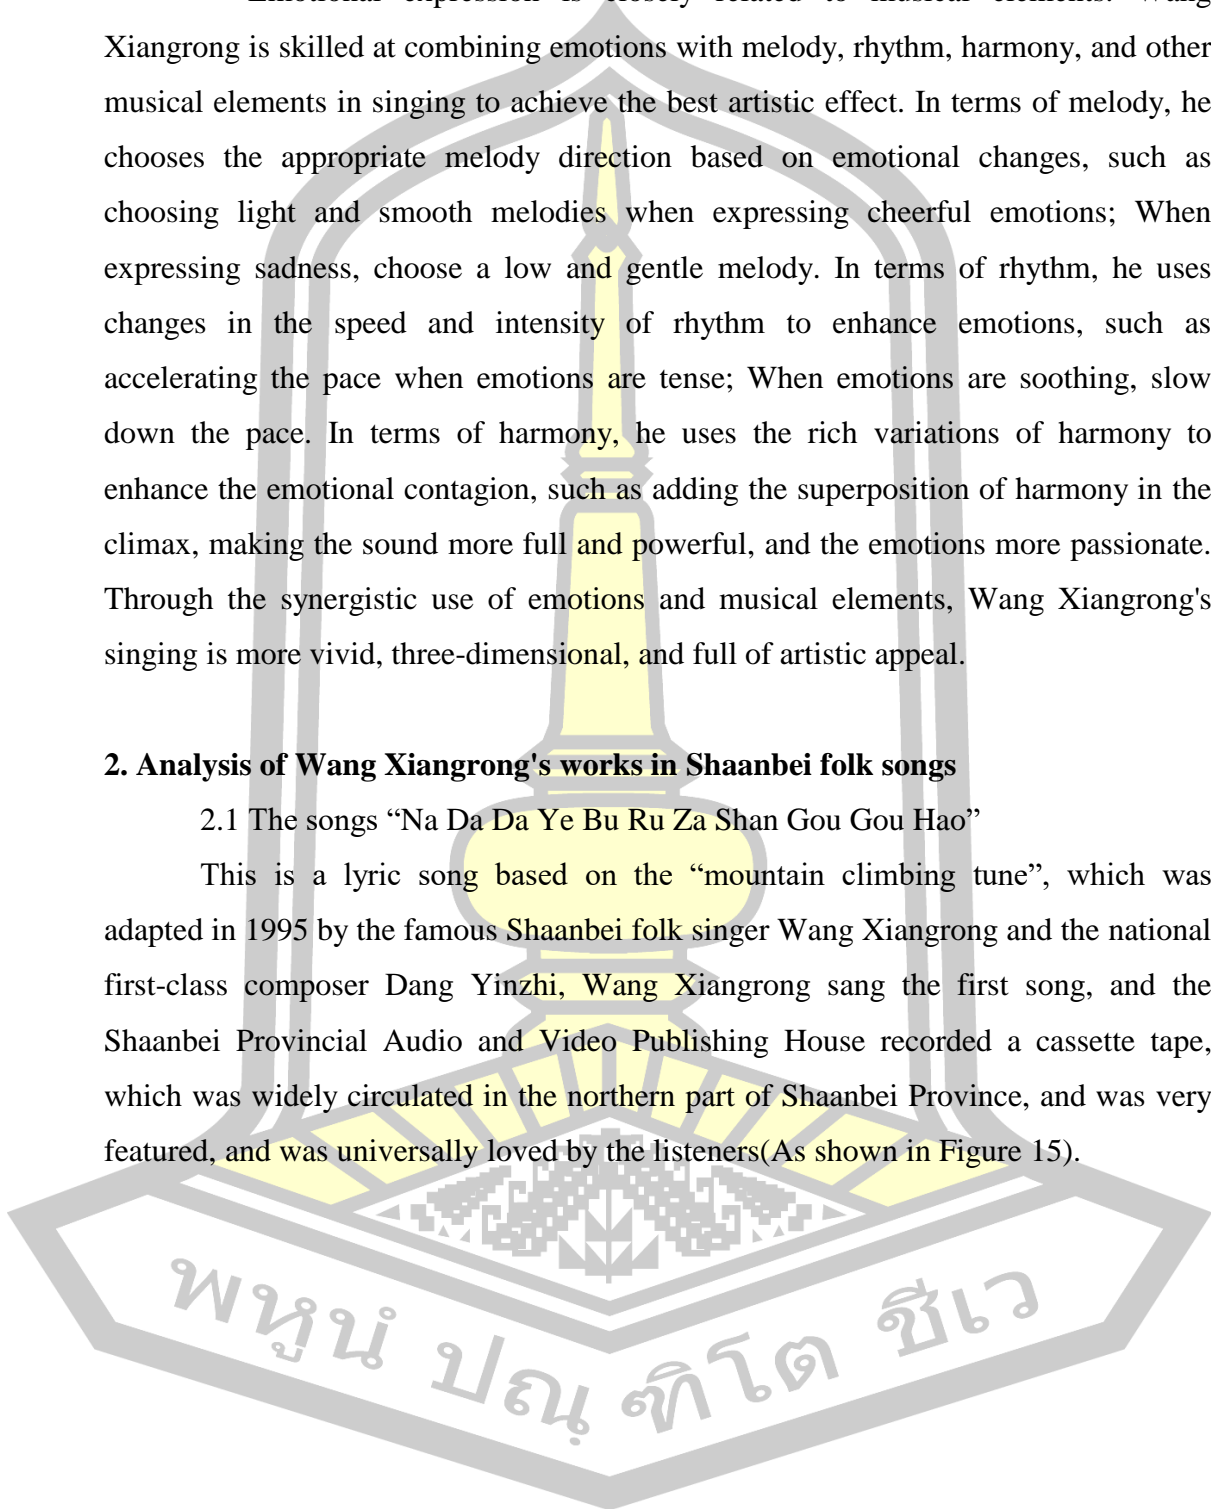 Emotional expression is closely related to musical elements. Wang
Xiangrong is skilled at combining emotions with melody, rhythm, harmony, and other
musical elements in singing to achieve the best artistic effect. In terms of melody, he
chooses the appropriate melody direction based on emotional changes, such as
choosing light and smooth melodies when expressing cheerful emotions; When
expressing sadness, choose a low and gentle melody. In terms of rhythm, he uses
changes in the speed and intensity of rhythm to enhance emotions, such as
accelerating the pace when emotions are tense; When emotions are soothing, slow
down the pace. In terms of harmony, he uses the rich variations of harmony to
enhance the emotional contagion, such as adding the superposition of harmony in the
climax, making the sound more full and powerful, and the emotions more passionate.
Through the synergistic use of emotions and musical elements, Wang Xiangrong's
singing is more vivid, three-dimensional, and full of artistic appeal.
2. Analysis of Wang Xiangrong's works in Shaanbei folk songs
2.1 The songs “Na Da Da Ye Bu Ru Za Shan Gou Gou Hao”
This is a lyric song based on the “mountain climbing tune”, which was
adapted in 1995 by the famous Shaanbei folk singer Wang Xiangrong and the national
first-class composer Dang Yinzhi, Wang Xiangrong sang the first song, and the
Shaanbei Provincial Audio and Video Publishing House recorded a cassette tape,
which was widely circulated in the northern part of Shaanbei Province, and was very
featured, and was universally loved by the listeners(As shown in Figure 15).
พหูนํ ปณฺฑิโต ชีเว